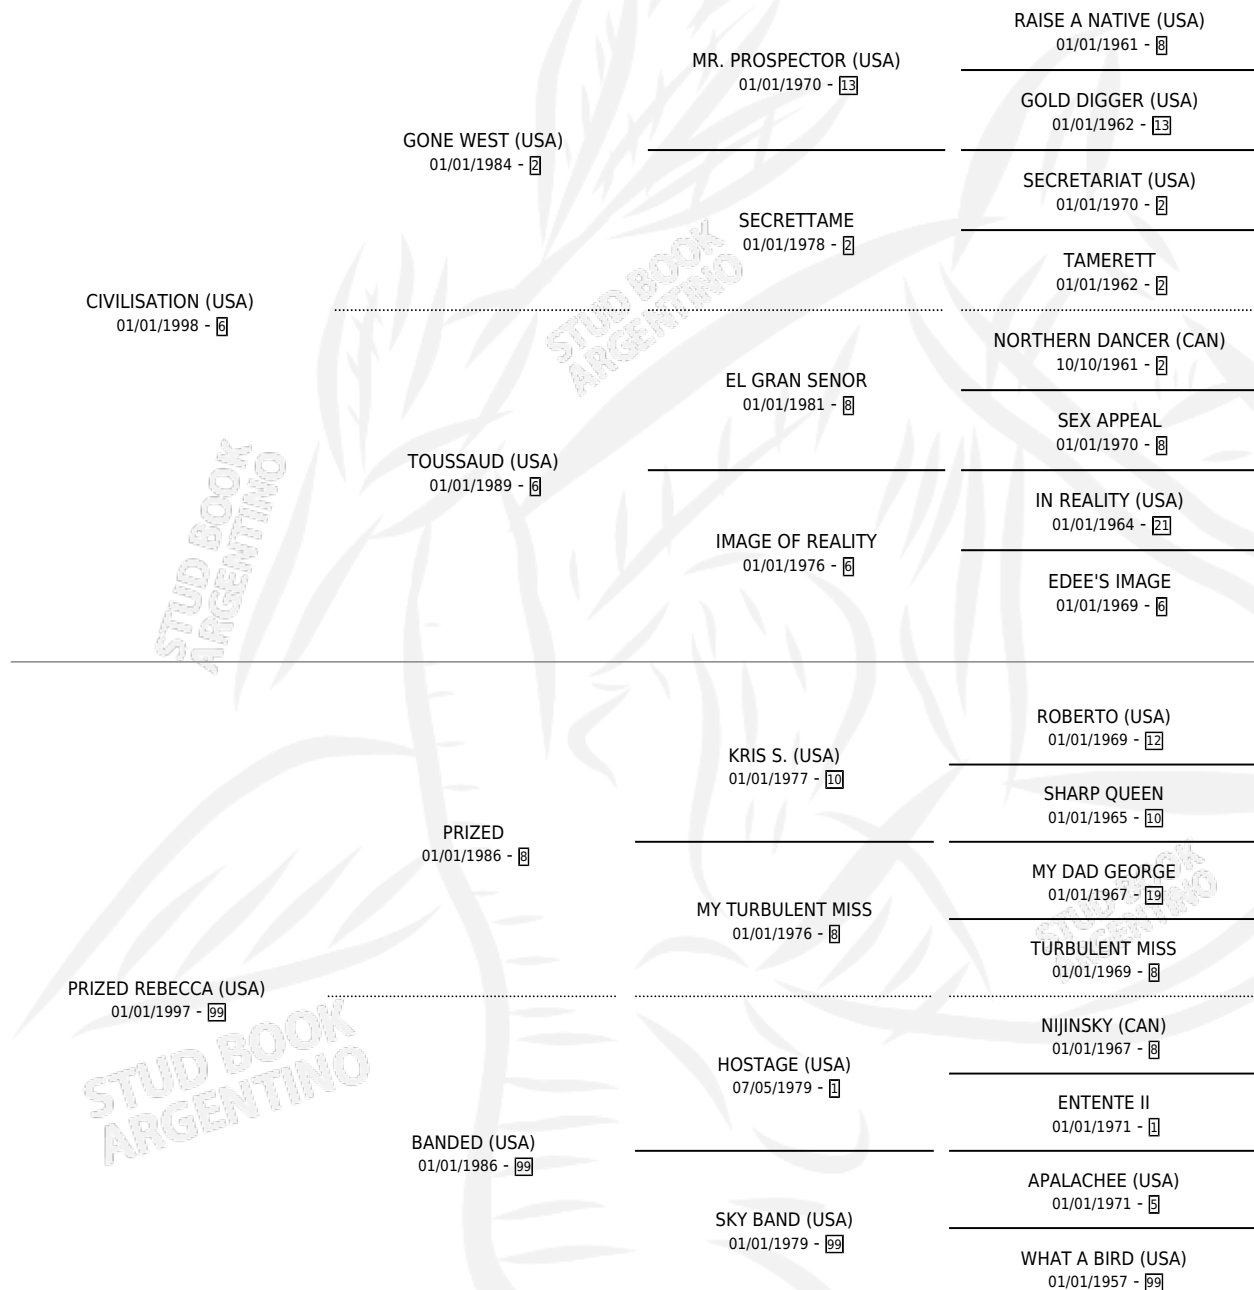 RAISE A NATIVE (USA)
01/01/1961 - 8
MR. PROSPECTOR (USA)
01/01/1970 - 13
GOLD DIGGER (USA)
01/01/1962 - 13
GONE WEST (USA)
01/01/1984 - 2
SECRETARIAT (USA)
01/01/1970 - 2
SECRETTAME
01/01/1978 - 2
TAMERETT
01/01/1962 - 2
CIVILISATION (USA)
01/01/1998 - 6
STUD BOOK
ARGENTINO
NORTHERN DANCER (CAN)
10/10/1961 - 2
EL GRAN SENOR
01/01/1981 - 8
SEX APPEAL
01/01/1970 - 8
TOUSSAUD (USA)
01/01/1989 - 6
IN REALITY (USA)
01/01/1964 - 21
IMAGE OF REALITY
01/01/1976 - 6
EDEE'S IMAGE
01/01/1969 - 6
STUD BOOK
ARGENTINO
ROBERTO (USA)
01/01/1969 - 12
KRIS S. (USA)
01/01/1977 - 10
SHARP QUEEN
01/01/1965 - 10
PRIZED
01/01/1986 - 8
MY DAD GEORGE
01/01/1967 - 19
MY TURBULENT MISS
01/01/1976 - 8
STUD BOOK
ARGENTINO
TURBULENT MISS
01/01/1969 - 8
PRIZED REBECCA (USA)
01/01/1997 - 99
NIJINSKY (CAN)
01/01/1967 - 8
HOSTAGE (USA)
07/05/1979 - 1
ENTENTE II
01/01/1971 - 1
STUD BOOK
ARGENTINO
BANDED (USA)
01/01/1986 - 99
APALACHEE (USA)
01/01/1971 - 5
SKY BAND (USA)
01/01/1979 - 99
WHAT A BIRD (USA)
01/01/1957 - 99